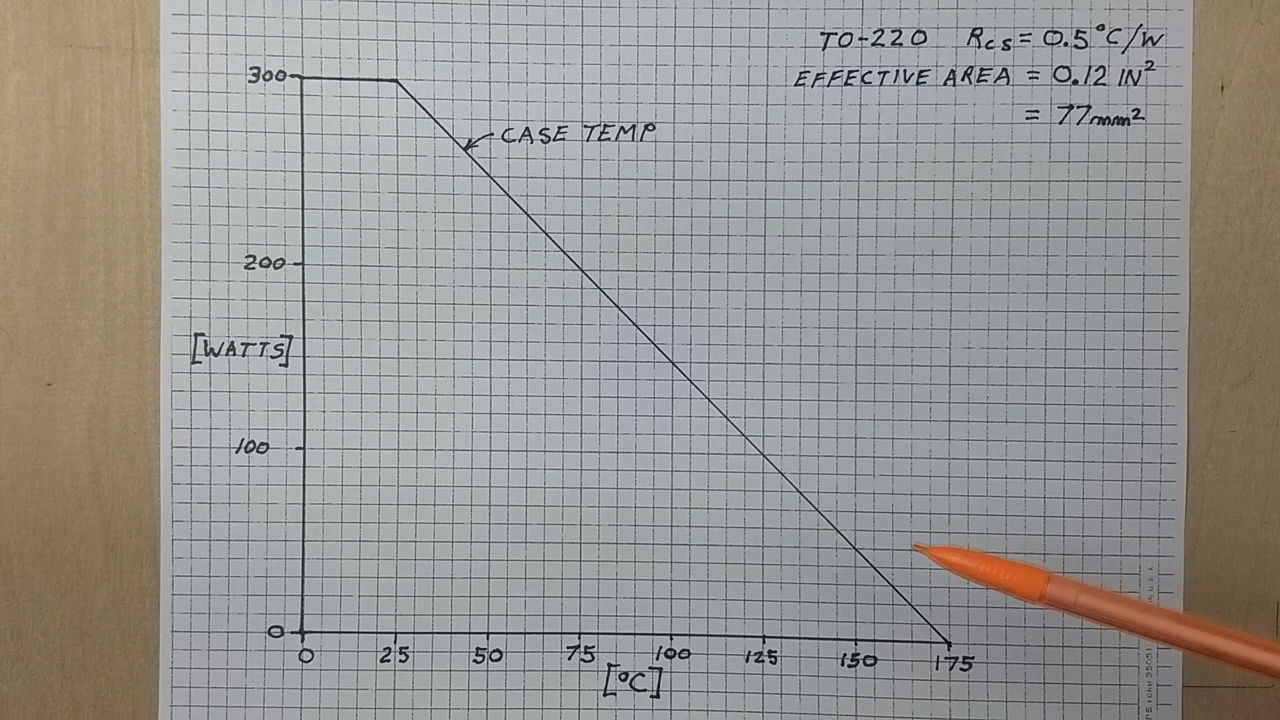 TO-220 Rcs = 0.5°C/W
EFFECTIVE AREA = 0.12 IN²
= 77mm²
300
CASE TEMP
200
[WATTS]
100
0
0 25 50 75 100 125 150 175
[°C]